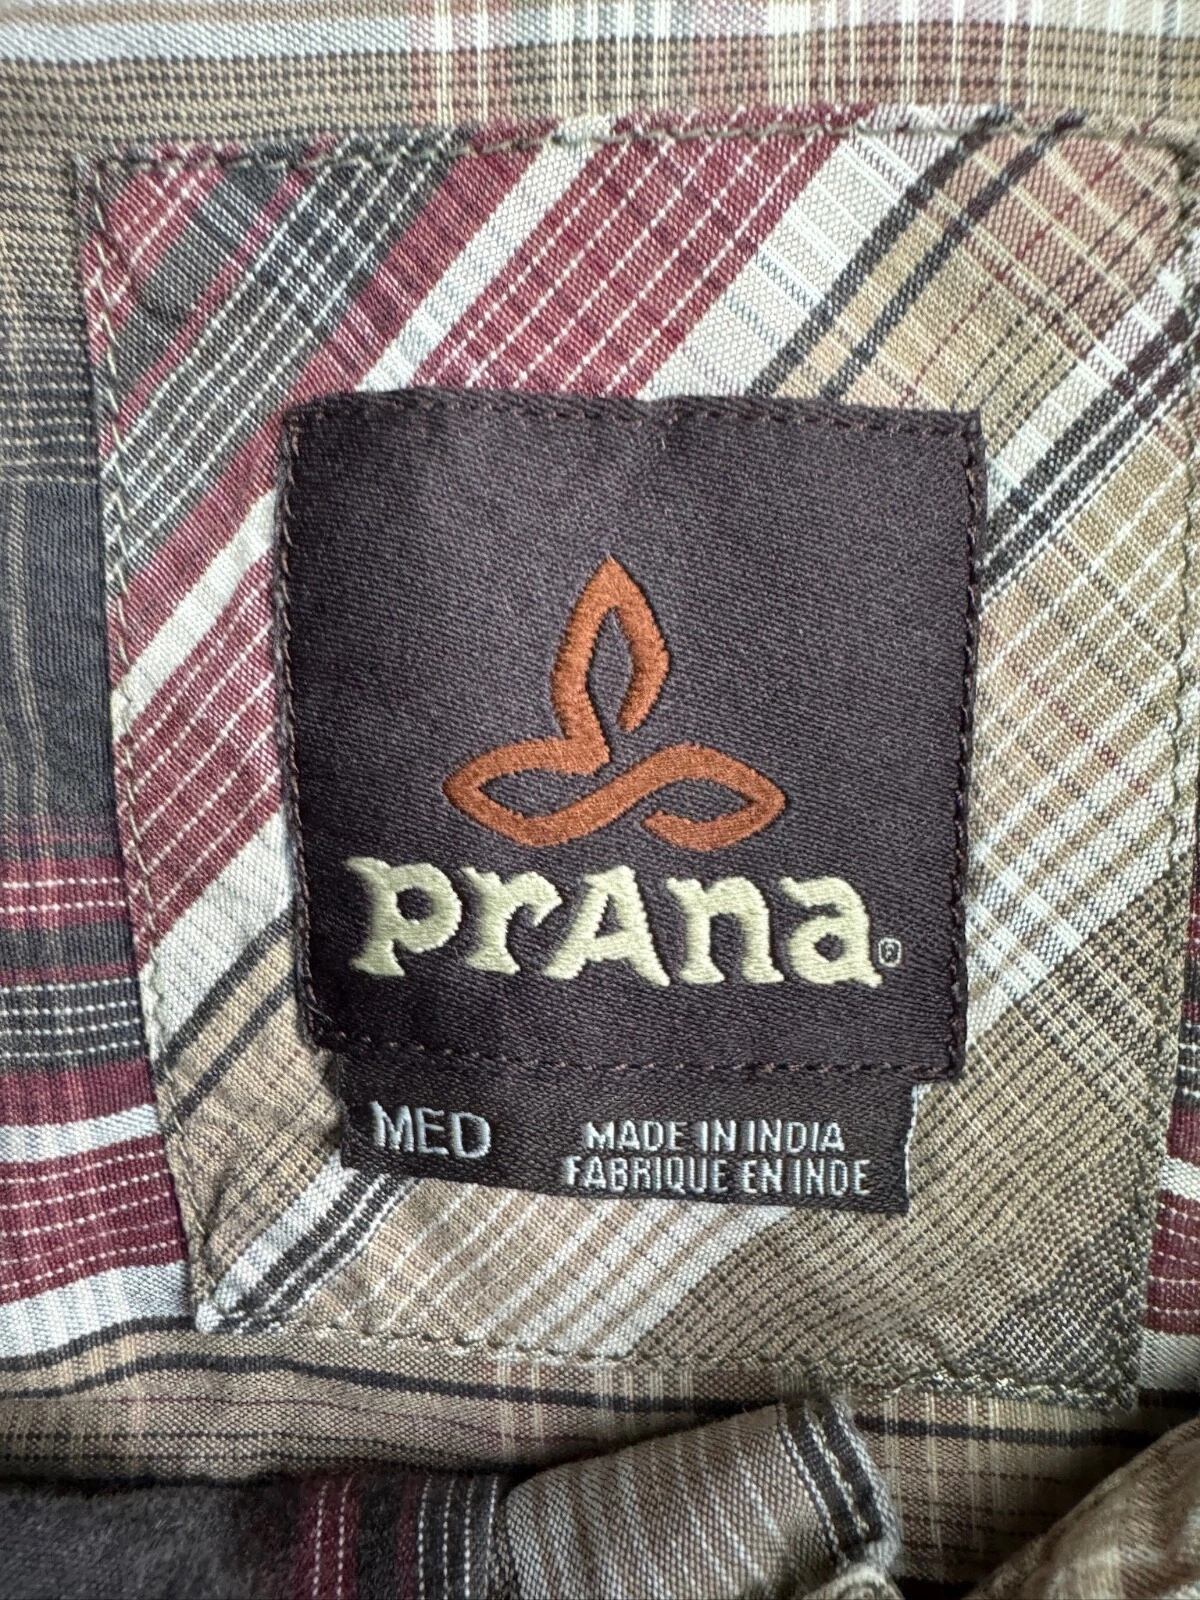 prAna®
MED
MADE IN INDIA
FABRIQUE EN INDE